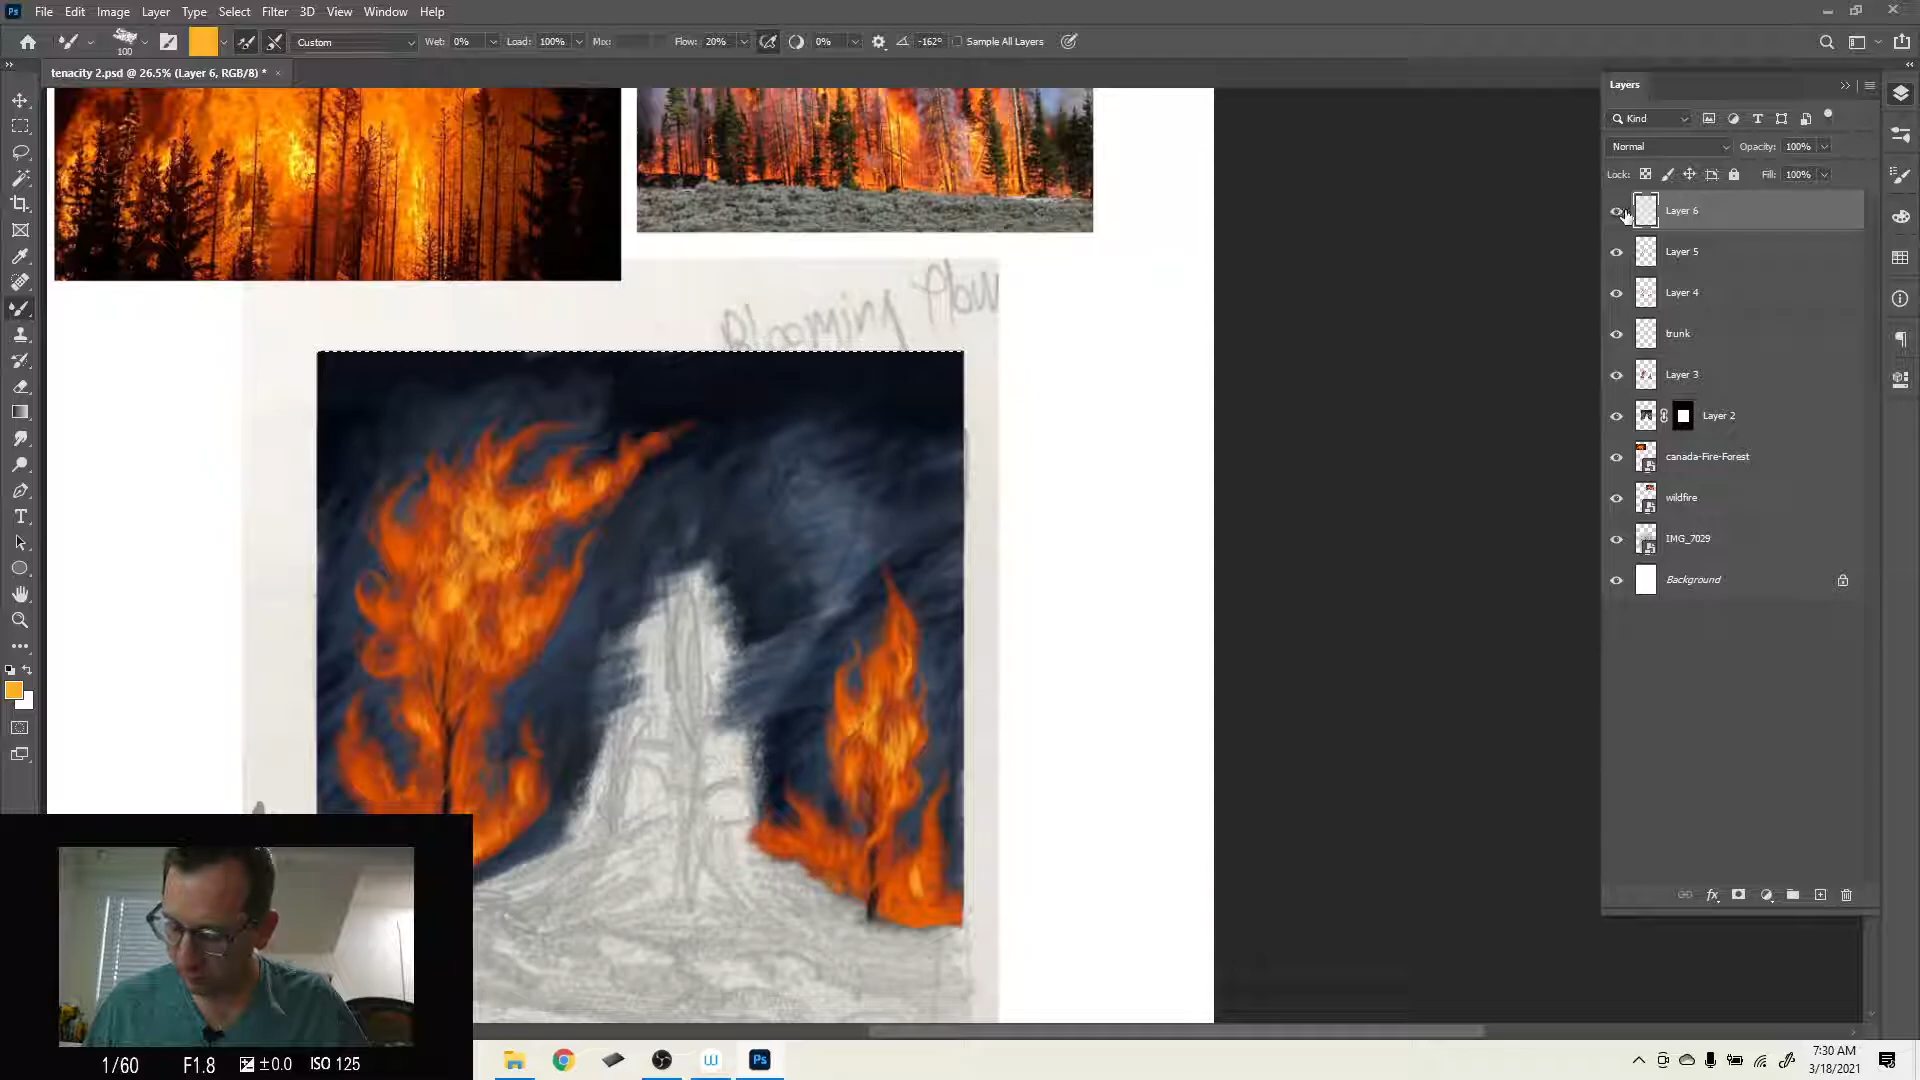 File Edit Image Layer Type Select Filter 3D View Window Help
100 Custom Wet: 0% Load: 100% Mix: Flow: 20% 0% -162° Sample All Layers
tenacity 2.psd @ 26.5% (Layer 6, RGB/8) *
Layers
Kind
Normal Opacity: 100%
Lock: Fill: 100%
Layer 6
Layer 5
Layer 4
trunk
Layer 3
Layer 2
canada-Fire-Forest
wildfire
IMG_7029
Background
Blooming
1/60 F1.8 ±0.0 ISO 125
7:30 AM
3/18/2021